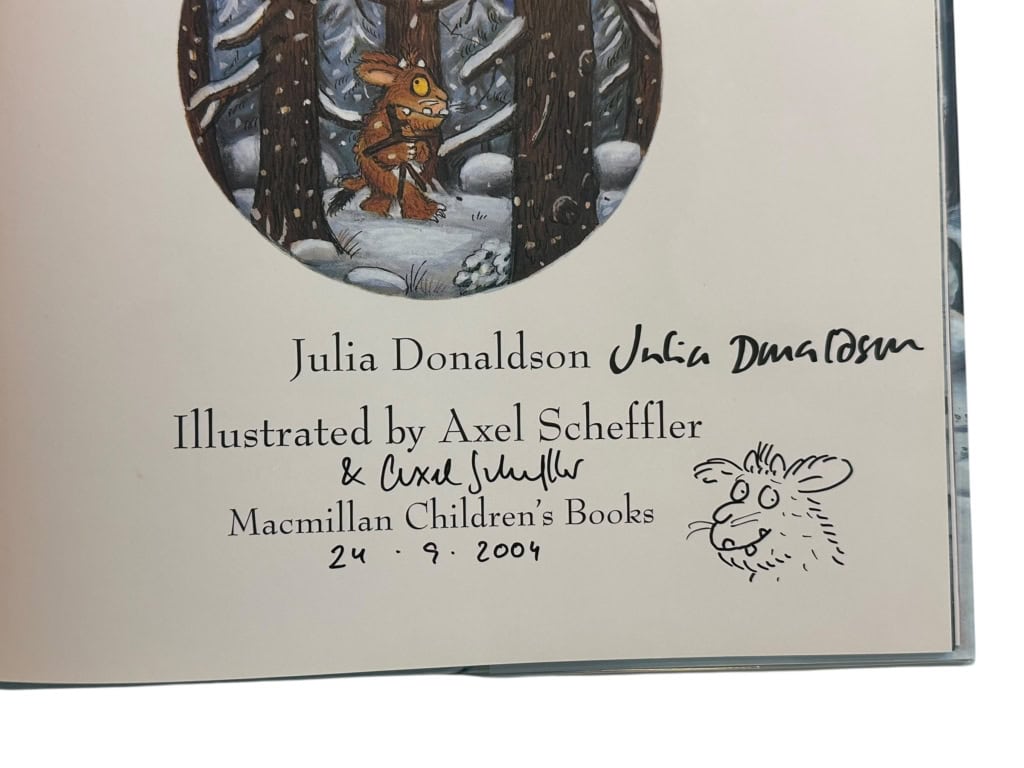 Julia Donaldson Julia Donaldson
Illustrated by Axel Scheffler
& Axel Scheffler
Macmillan Children's Books
24 . 9 . 2004